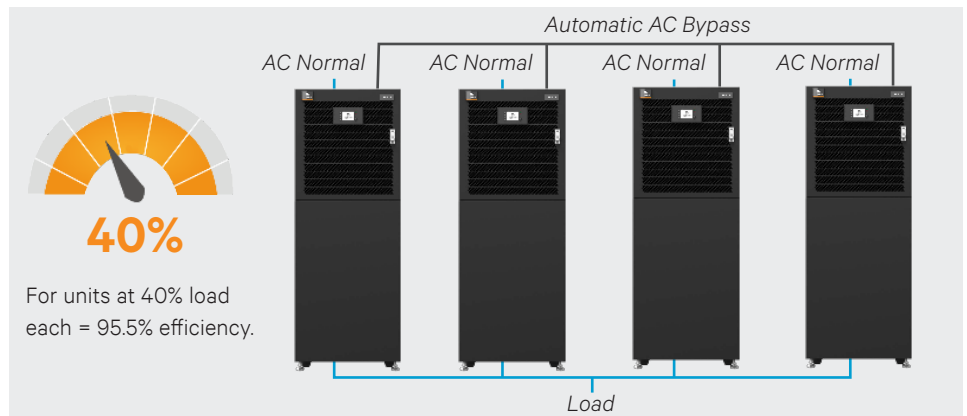 Automatic AC Bypass
AC Normal
AC Normal
AC Normal
AC Normal
40%
For units at 40% load
each = 95.5% efficiency.
Load